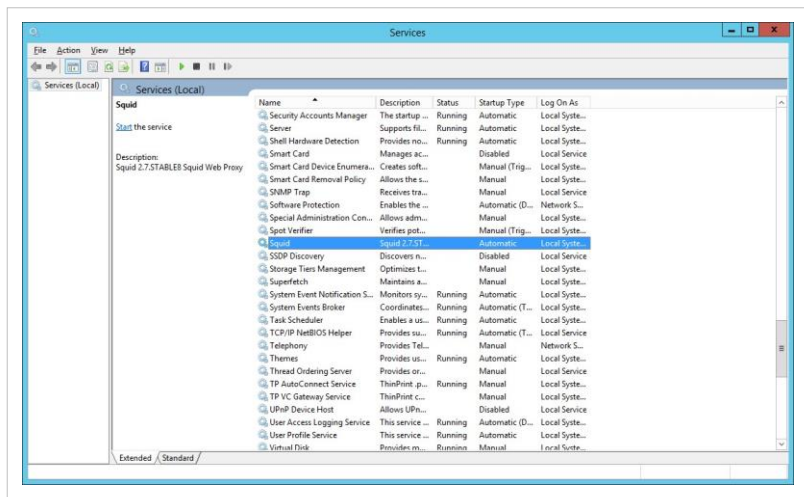 Services
File Action View Help
Services (Local)
Services (Local)
Squid
Start the service
Description:
Squid 2.7.STABLE8 Squid Web Proxy
Name Description Status Startup Type Log On As
Security Accounts Manager The startup ... Running Automatic Local Syste...
Server Supports fil... Running Automatic Local Syste...
Shell Hardware Detection Provides no... Running Automatic Local Syste...
Smart Card Manages ac... Disabled Local Service
Smart Card Device Enumera... Creates soft... Manual (Trig... Local Syste...
Smart Card Removal Policy Allows the s... Manual Local Syste...
SNMP Trap Receives tra... Manual Local Service
Software Protection Enables the ... Automatic (D... Network S...
Special Administration Con... Allows adm... Manual Local Syste...
Spot Verifier Verifies pot... Manual (Trig... Local Syste...
Squid Squid 2.7.ST... Automatic Local Syste...
SSDP Discovery Discovers n... Disabled Local Service
Storage Tiers Management Optimizes t... Manual Local Syste...
Superfetch Maintains a... Manual Local Syste...
System Event Notification S... Monitors sy... Running Automatic Local Syste...
System Events Broker Coordinates... Running Automatic (T... Local Syste...
Task Scheduler Enables a us... Running Automatic Local Syste...
TCP/IP NetBIOS Helper Provides su... Running Automatic (T... Local Service
Telephony Provides Tel... Manual Network S...
Themes Provides us... Running Automatic Local Syste...
Thread Ordering Server Provides or... Manual Local Service
TP AutoConnect Service ThinPrint .p... Running Manual Local Syste...
TP VC Gateway Service ThinPrint c... Manual Local Syste...
UPnP Device Host Allows UPn... Disabled Local Service
User Access Logging Service This service ... Running Automatic (D... Local Syste...
User Profile Service This service ... Running Automatic Local Syste...
Virtual Disk Provides m... Running Manual Local Syste...
Extended Standard